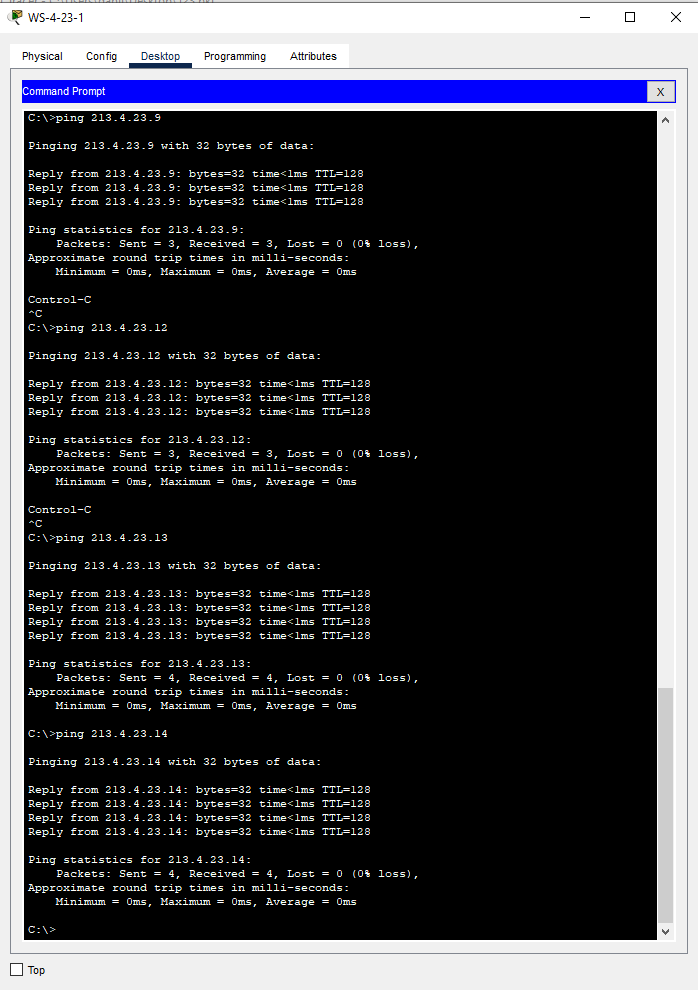 WS-4-23-1
Physical Config Desktop Programming Attributes
Command Prompt X
C:\>ping 213.4.23.9
Pinging 213.4.23.9 with 32 bytes of data:
Reply from 213.4.23.9: bytes=32 time<1ms TTL=128
Reply from 213.4.23.9: bytes=32 time<1ms TTL=128
Reply from 213.4.23.9: bytes=32 time<1ms TTL=128
Ping statistics for 213.4.23.9:
Packets: Sent = 3, Received = 3, Lost = 0 (0% loss),
Approximate round trip times in milli-seconds:
Minimum = 0ms, Maximum = 0ms, Average = 0ms
Control-C
^C
C:\>ping 213.4.23.12
Pinging 213.4.23.12 with 32 bytes of data:
Reply from 213.4.23.12: bytes=32 time<1ms TTL=128
Reply from 213.4.23.12: bytes=32 time<1ms TTL=128
Reply from 213.4.23.12: bytes=32 time<1ms TTL=128
Ping statistics for 213.4.23.12:
Packets: Sent = 3, Received = 3, Lost = 0 (0% loss),
Approximate round trip times in milli-seconds:
Minimum = 0ms, Maximum = 0ms, Average = 0ms
Control-C
^C
C:\>ping 213.4.23.13
Pinging 213.4.23.13 with 32 bytes of data:
Reply from 213.4.23.13: bytes=32 time<1ms TTL=128
Reply from 213.4.23.13: bytes=32 time<1ms TTL=128
Reply from 213.4.23.13: bytes=32 time<1ms TTL=128
Reply from 213.4.23.13: bytes=32 time<1ms TTL=128
Ping statistics for 213.4.23.13:
Packets: Sent = 4, Received = 4, Lost = 0 (0% loss),
Approximate round trip times in milli-seconds:
Minimum = 0ms, Maximum = 0ms, Average = 0ms
C:\>ping 213.4.23.14
Pinging 213.4.23.14 with 32 bytes of data:
Reply from 213.4.23.14: bytes=32 time<1ms TTL=128
Reply from 213.4.23.14: bytes=32 time<1ms TTL=128
Reply from 213.4.23.14: bytes=32 time<1ms TTL=128
Reply from 213.4.23.14: bytes=32 time<1ms TTL=128
Ping statistics for 213.4.23.14:
Packets: Sent = 4, Received = 4, Lost = 0 (0% loss),
Approximate round trip times in milli-seconds:
Minimum = 0ms, Maximum = 0ms, Average = 0ms
C:\>
Top